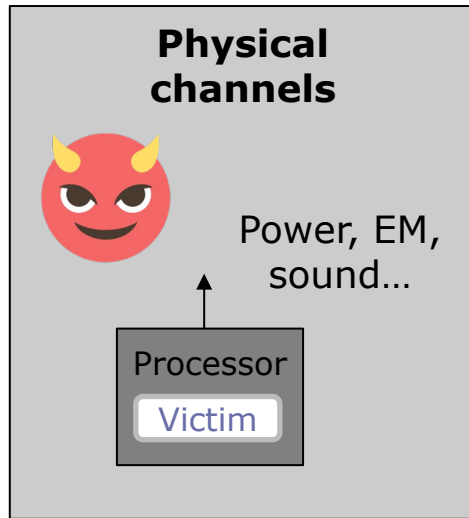 Physical
channels
Power, EM,
sound…
Processor
Victim